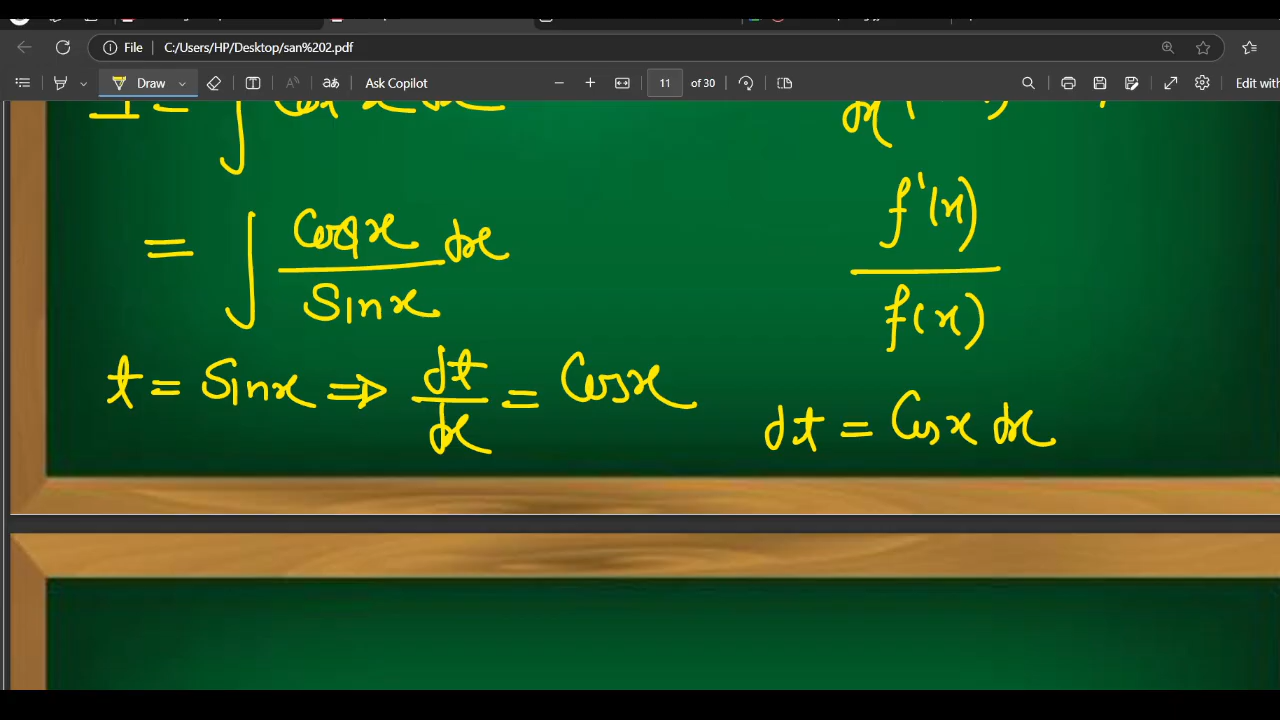 File | C:/Users/HP/Desktop/san%202.pdf
Draw Ask Copilot 11 of 30 Edit with
I = ∫
= ∫ Cosx/Sinx dx
f'(x)/f(x)
t = Sinx ⇒ dt/dx = Cosx
dt = Cosx dx